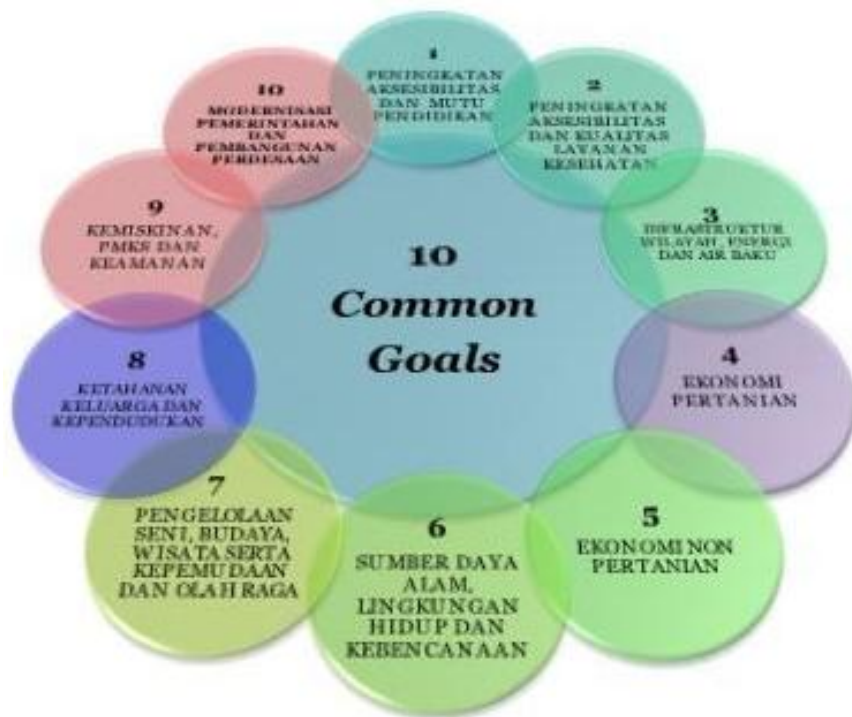 10
Common
Goals
1
PENINGKATAN
AKSESIBILITAS
DAN MUTU
PENDIDIKAN
2
PENINGKATAN
AKSESIBILITAS
DAN KUALITAS
LAYANAN
KESEHATAN
3
INFRASTRUKTUR
WILAYAH, ENERGI
DAN AIR BAKU
4
EKONOMI
PERTANIAN
5
EKONOMI NON
PERTANIAN
6
SUMBER DAYA
ALAM,
LINGKUNGAN
HIDUP DAN
KEBENCANAAN
7
PENGELOLAAN
SENI, BUDAYA,
WISATA SERTA
KEPEMUDAAN
DAN OLAH RAGA
8
KETAHANAN
KELUARGA DAN
KEPENDUDUKAN
9
KEMISKINAN,
PMKS DAN
KEAMANAN
10
MODERNISASI
PEMERINTAHAN
DAN
PEMBANGUNAN
PERDESAAN